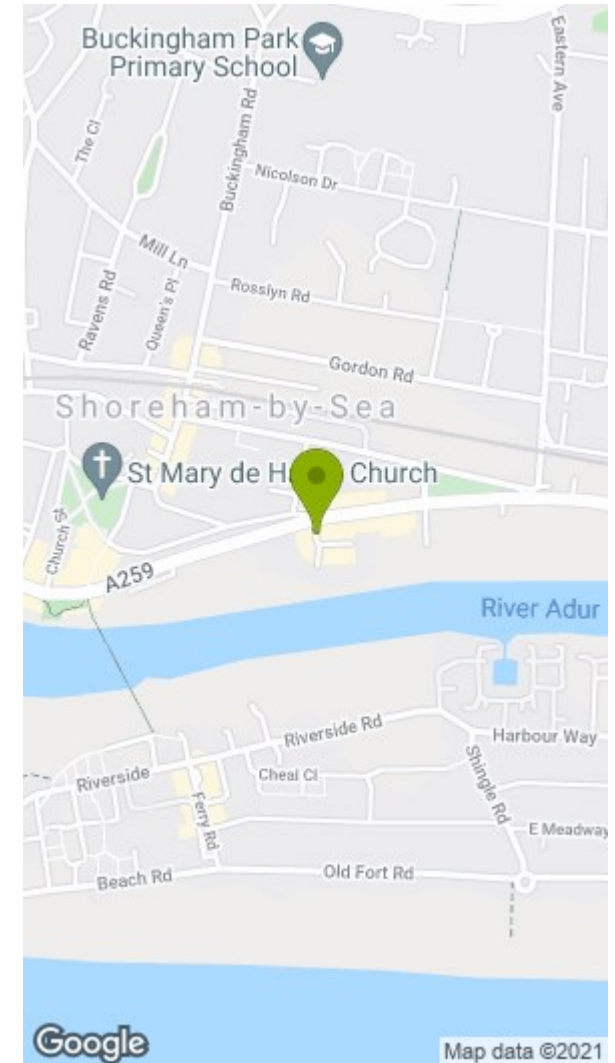 Buckingham Park
Primary School
Eastern Ave
The Cl
Buckingham Rd
Nicolson Dr
Mill Ln
Ravens Rd
Queen's Pl
Rosslyn Rd
Gordon Rd
Shoreham-by-Sea
St Mary de Church
Church St
A259
River Adur
Riverside Rd
Harbour Way
Riverside
Cheal Cl
Shingle Rd
Ferry Rd
E Meadway
Beach Rd
Old Fort Rd
Google
Map data ©2021